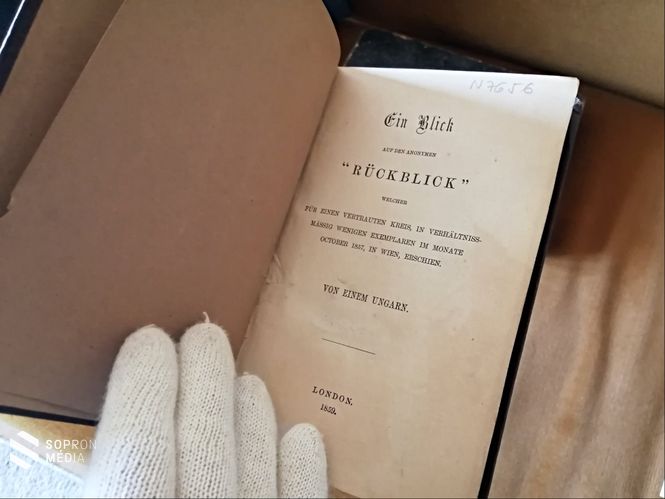 N7656
Ein Blick
AUF DEN ANONYMEN
"RÜCKBLICK"
WELCHER
FÜR EINEN VERTRAUTEN KREIS, IN VERHÄLTNISS-
MÄSSIG WENIGEN EXEMPLAREN IM MONATE
OCTOBER 1857, IN WIEN, ERSCHIEN.
VON EINEM UNGARN.
LONDON.
1859.
SOPRON
MÉDIA